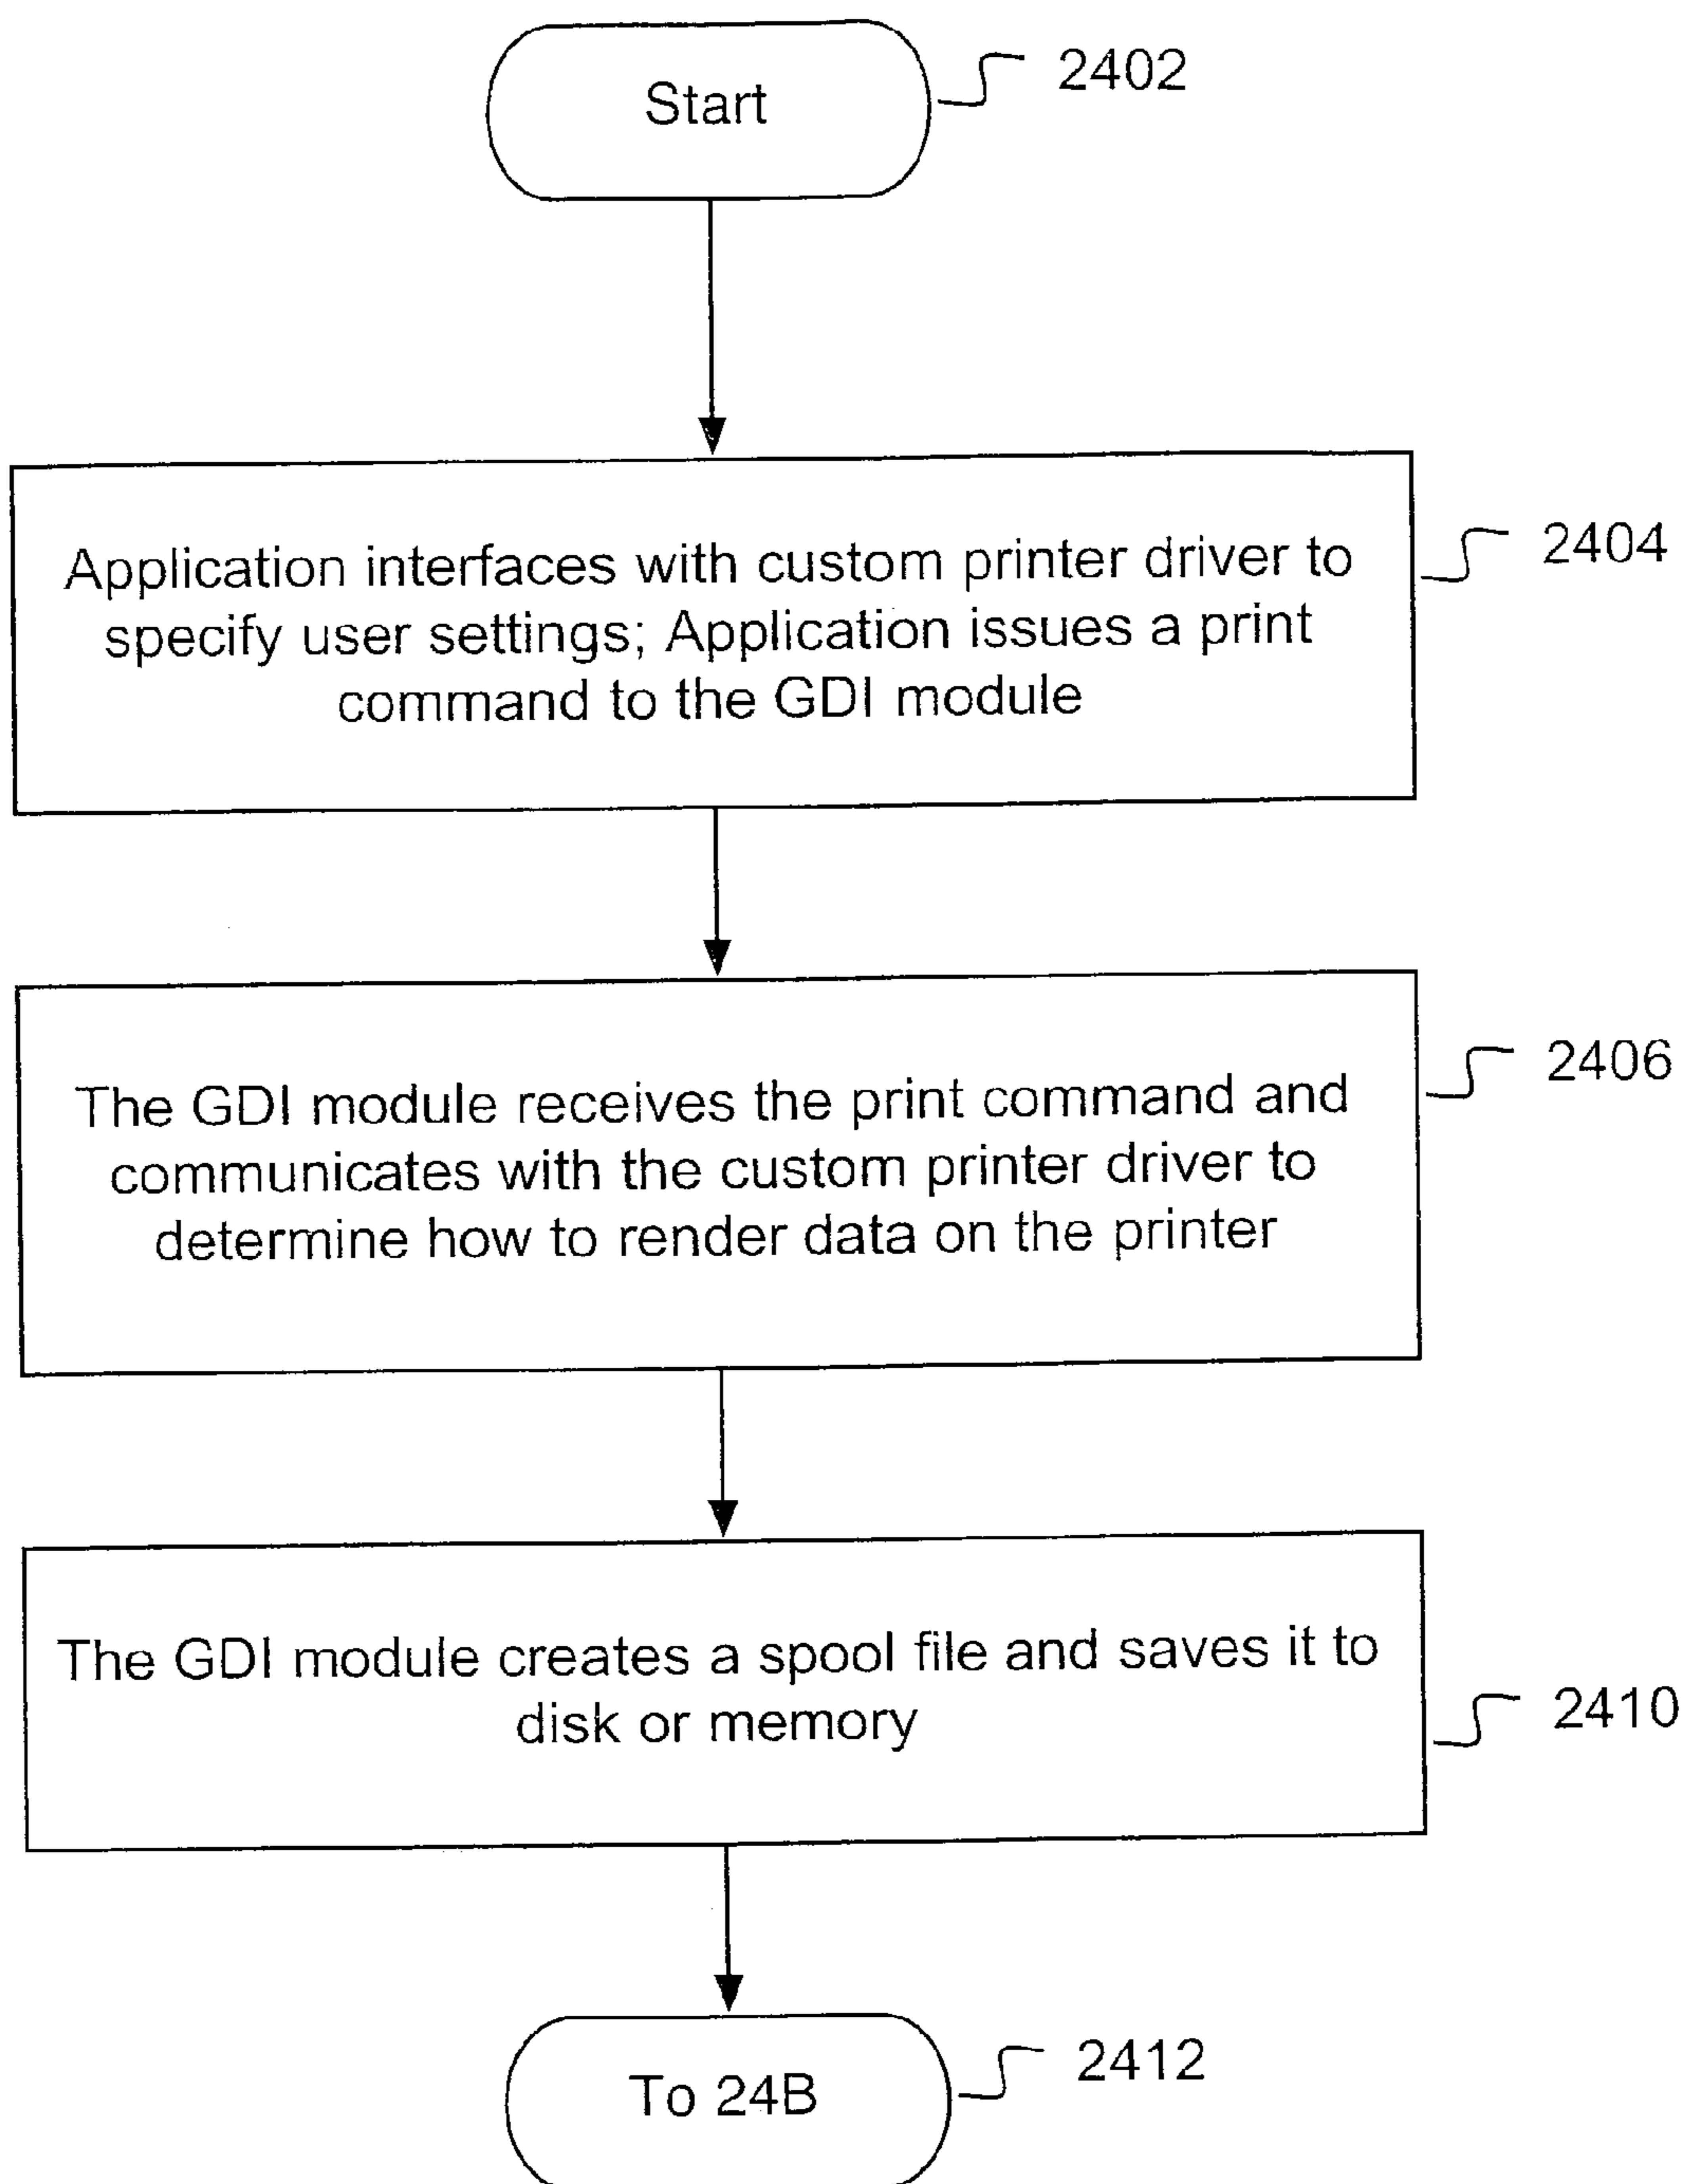 Start
2402
Application interfaces with custom printer driver to
specify user settings; Application issues a print
command to the GDI module
2404
The GDI module receives the print command and
communicates with the custom printer driver to
determine how to render data on the printer
2406
The GDI module creates a spool file and saves it to
disk or memory
2410
To 24B
2412